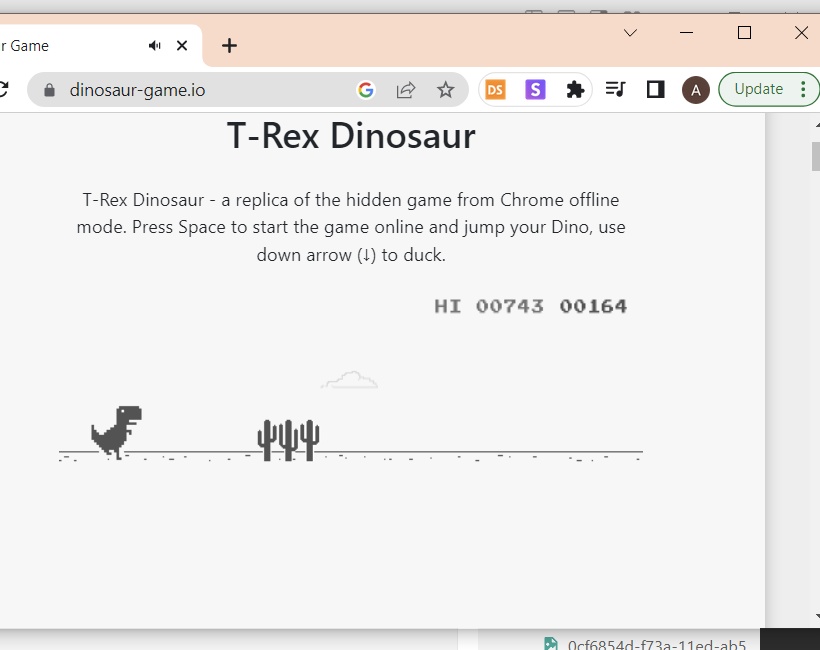 r Game
dinosaur-game.io
DS
S
A
Update
T-Rex Dinosaur
T-Rex Dinosaur - a replica of the hidden game from Chrome offline
mode. Press Space to start the game online and jump your Dino, use
down arrow (↓) to duck.
HI 00743 00164
0cf6854d-f73a-11ed-ab5